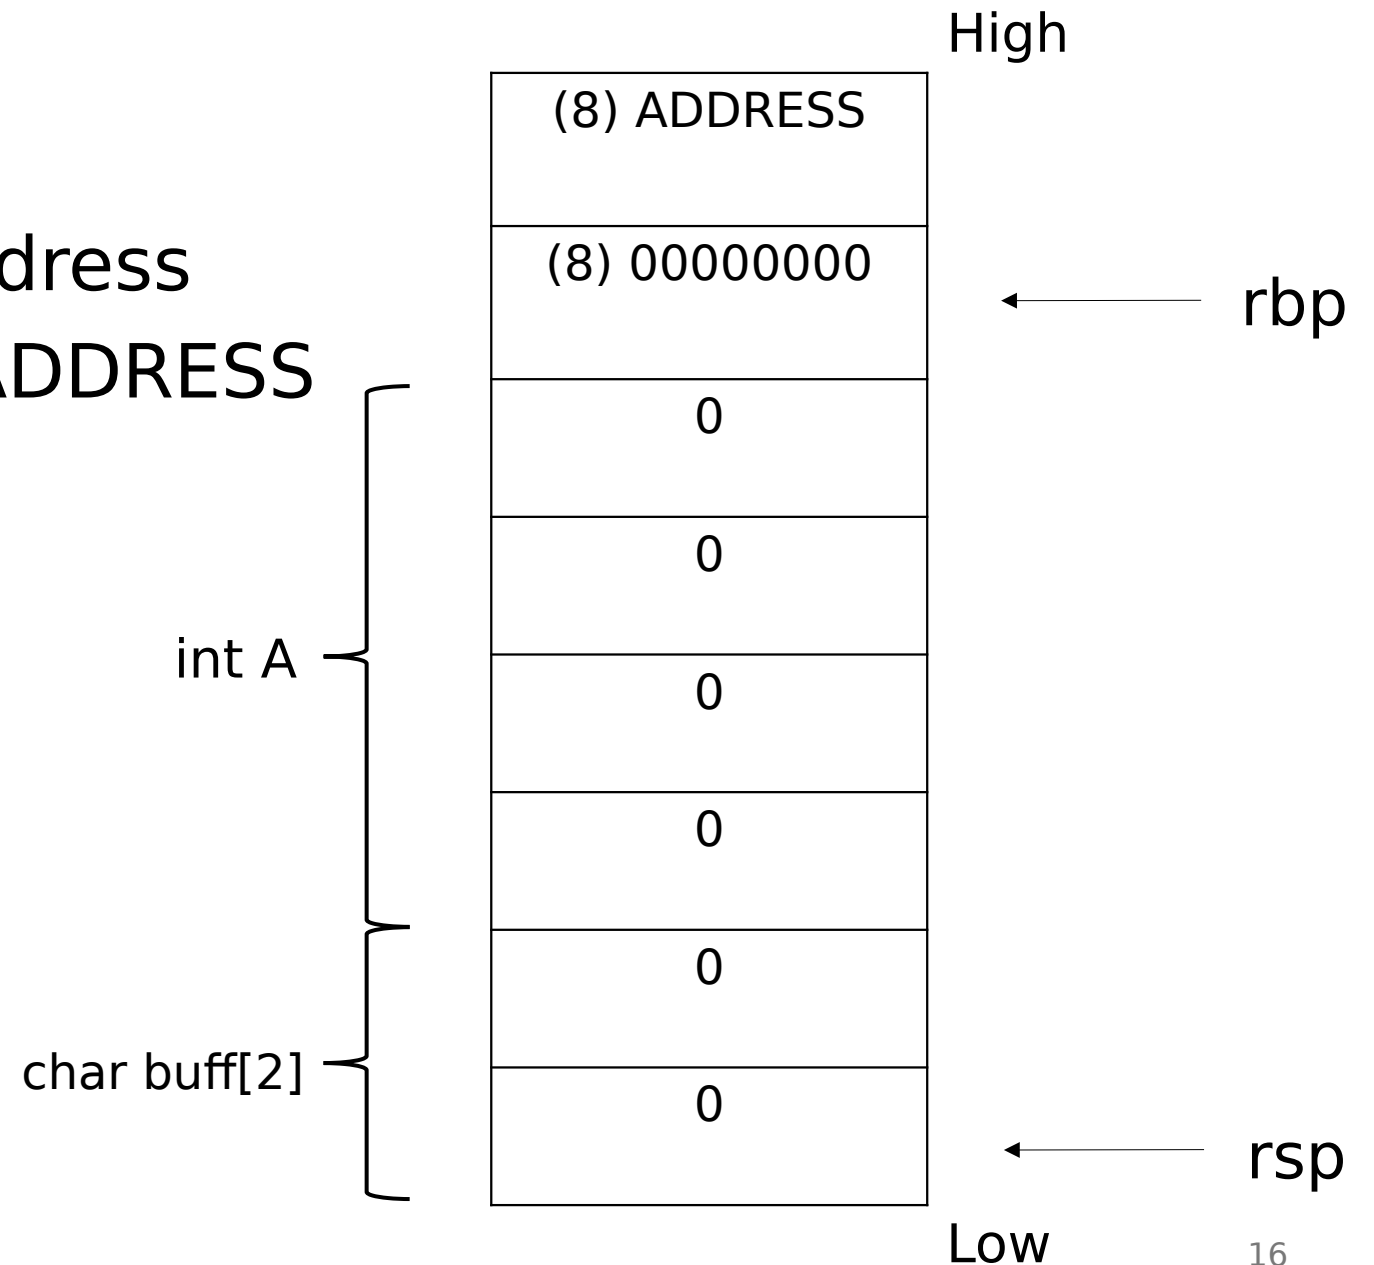 High
(8) ADDRESS
dress
(8) 00000000
rbp
ADDRESS
0
0
int A
0
0
0
char buff[2]
0
rsp
Low
16